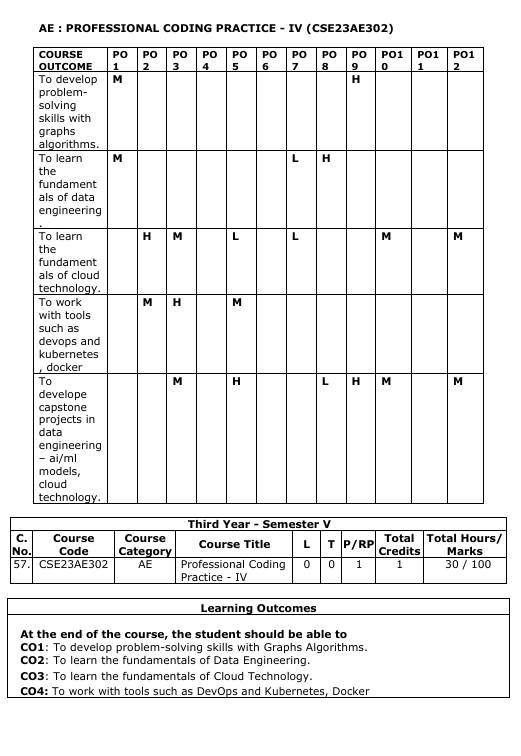 AE : PROFESSIONAL CODING PRACTICE - IV (CSE23AE302)
COURSE PO PO PO PO PO PO PO PO PO PO1 PO1 PO1
OUTCOME 1 2 3 4 5 6 7 8 9 0 1 2
To develop M H
problem-
solving
skills with
graphs
algorithms.
To learn M L H
the
fundament
als of data
engineering
.
To learn H M L L M M
the
fundament
als of cloud
technology.
To work M H M
with tools
such as
devops and
kubernetes
, docker
To M H L H M M
develope
capstone
projects in
data
engineering
– ai/ml
models,
cloud
technology.
Third Year - Semester V
C. Course Course Course Title L T P/RP Total Total Hours/
No. Code Category Credits Marks
57. CSE23AE302 AE Professional Coding 0 0 1 1 30 / 100
Practice - IV
Learning Outcomes
At the end of the course, the student should be able to
CO1: To develop problem-solving skills with Graphs Algorithms.
CO2: To learn the fundamentals of Data Engineering.
CO3: To learn the fundamentals of Cloud Technology.
CO4: To work with tools such as DevOps and Kubernetes, Docker